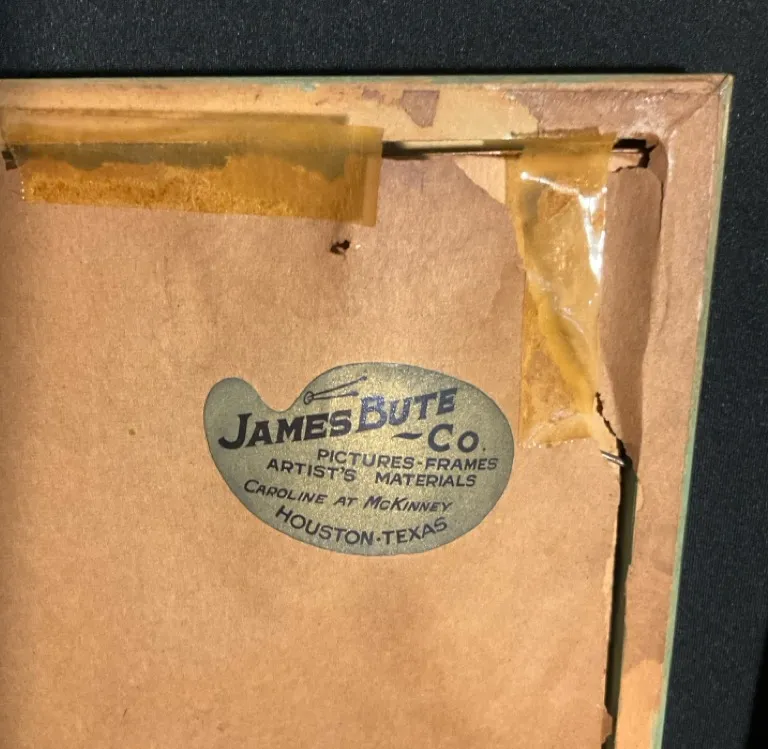 JAMES BUTE
- CO.
PICTURES-FRAMES
ARTIST'S MATERIALS
CAROLINE AT MCKINNEY
HOUSTON·TEXAS